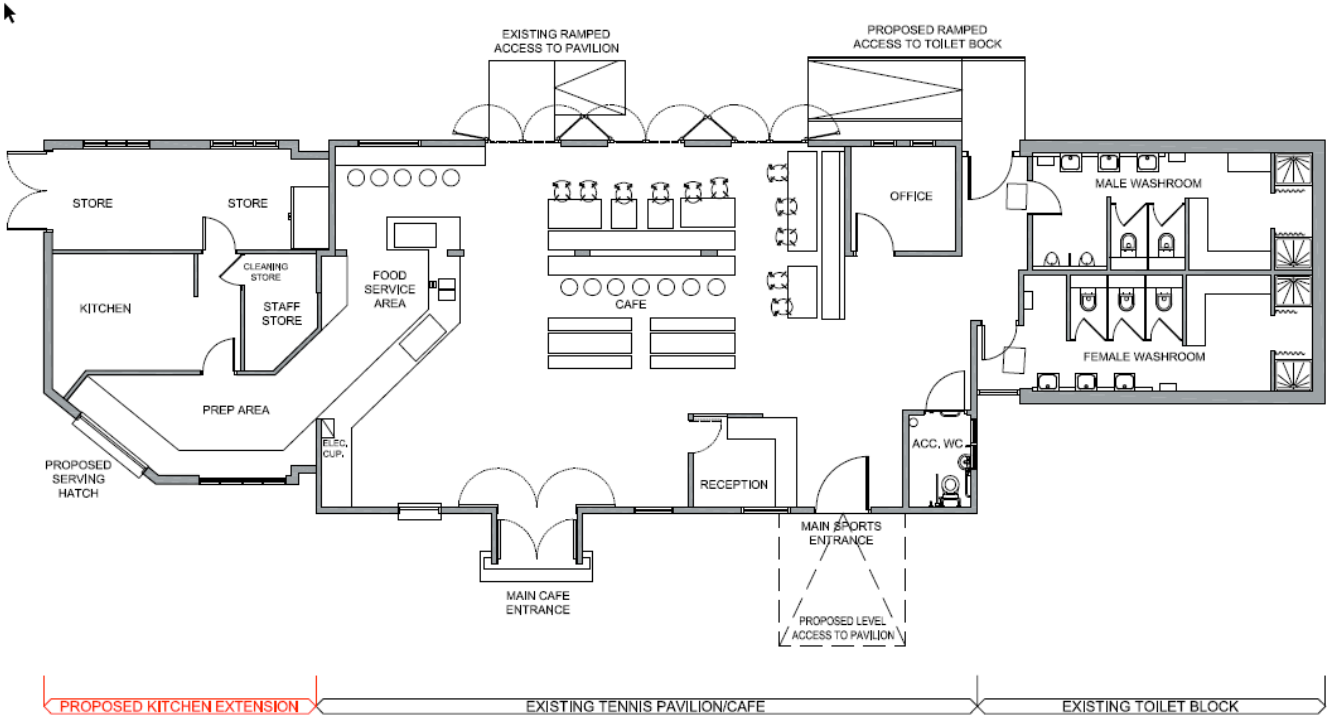 EXISTING RAMPED
ACCESS TO PAVILION
PROPOSED RAMPED
ACCESS TO TOILET BOCK
STORE
STORE
OFFICE
MALE WASHROOM
CLEANING
STORE
FOOD
SERVICE
AREA
KITCHEN
STAFF
STORE
CAFE
FEMALE WASHROOM
PREP AREA
ELEC.
CUP.
ACC. WC
PROPOSED
SERVING
HATCH
RECEPTION
MAIN SPORTS
ENTRANCE
MAIN CAFE
ENTRANCE
PROPOSED LEVEL
ACCESS TO PAVILION
PROPOSED KITCHEN EXTENSION
EXISTING TENNIS PAVILION/CAFE
EXISTING TOILET BLOCK